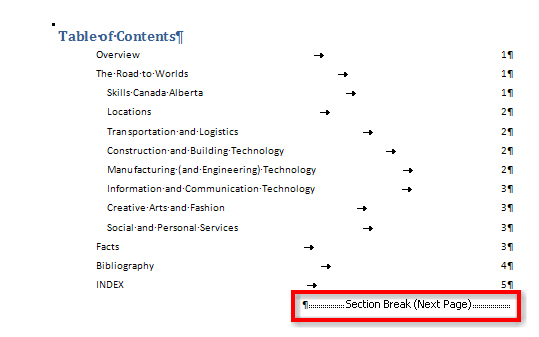 Table of Contents¶
Overview → 1¶
The Road to Worlds → 1¶
Skills Canada Alberta → 1¶
Locations → 2¶
Transportation and Logistics → 2¶
Construction and Building Technology → 2¶
Manufacturing (and Engineering) Technology → 2¶
Information and Communication Technology → 3¶
Creative Arts and Fashion → 3¶
Social and Personal Services → 3¶
Facts → 3¶
Bibliography → 4¶
INDEX → 5¶
¶Section Break (Next Page)